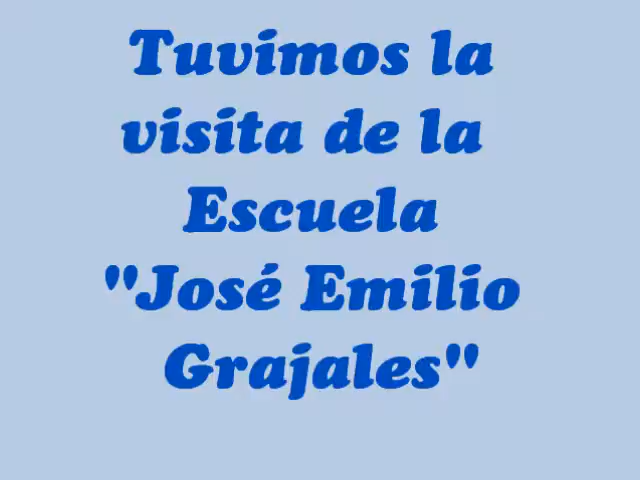 Tuvimos la
visita de la
Escuela
"José Emilio
Grajales"